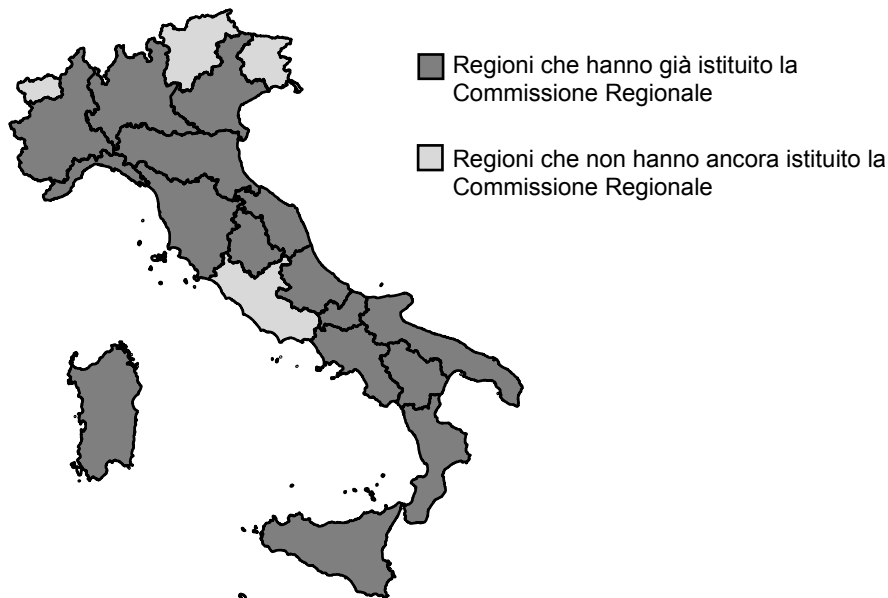 Regioni che hanno già istituito la
Commissione Regionale
Regioni che non hanno ancora istituito la
Commissione Regionale